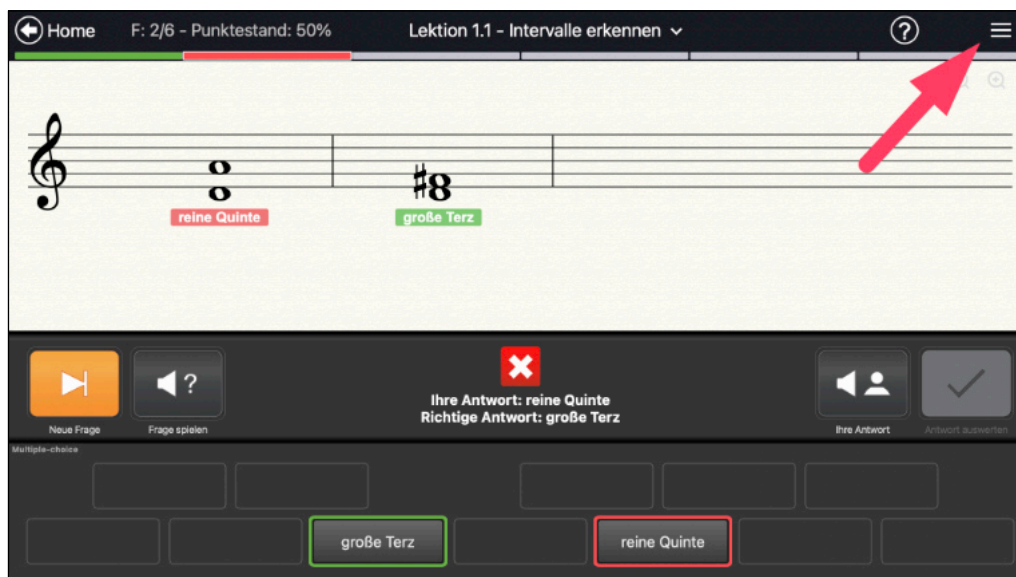 Home F: 2/6 – Punktestand: 50% Lektion 1.1 – Intervalle erkennen ?
reine Quinte große Terz
?
Ihre Antwort: reine Quinte
Richtige Antwort: große Terz
Neue Frage Frage spielen Ihre Antwort Antwort auswerten
Multiple-choice
große Terz reine Quinte